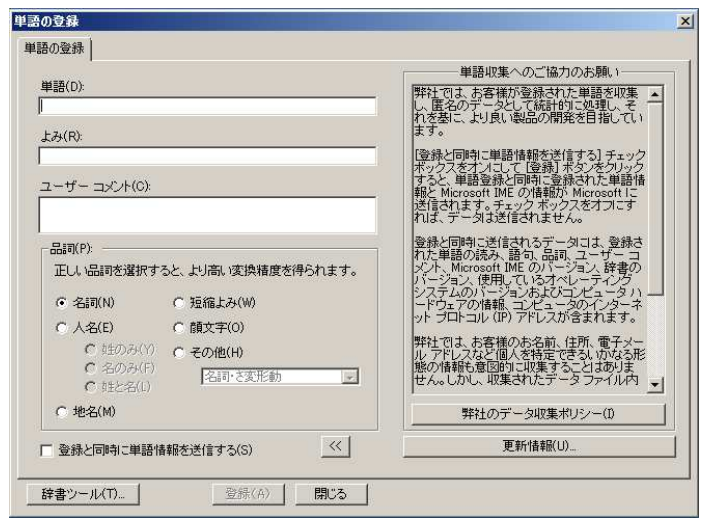 単語の登録
単語の登録
単語(D):
よみ(R):
ユーザー コメント(C):
品詞(P):
正しい品詞を選択すると、より高い変換精度を得られます。
名詞(N)
短縮よみ(W)
人名(E)
顔文字(O)
姓のみ(Y)
その他(H)
名のみ(F)
名詞・さ変形動
姓と名(L)
地名(M)
登録と同時に単語情報を送信する(S)
<<
単語収集へのご協力のお願い
弊社では、お客様が登録された単語を収集
し、匿名のデータとして統計的に処理し、そ
れを基に、より良い製品の開発を目指してい
ます。
[登録と同時に単語情報を送信する] チェック
ボックスをオンにして [登録] ボタンをクリック
すると、単語登録と同時に登録された単語情
報と Microsoft IME の情報が Microsoft に
送信されます。チェック ボックスをオフにす
れば、データは送信されません。
登録と同時に送信されるデータには、登録さ
れた単語の読み、語句、品詞、ユーザー コ
メント、Microsoft IME のバージョン、辞書の
バージョン、使用しているオペレーティング
システムのバージョンおよびコンピュータ ハ
ードウェアの情報、コンピュータのインターネ
ット プロトコル (IP) アドレスが含まれます。
弊社では、お客様のお名前、住所、電子メー
ル アドレスなど個人を特定できるいかなる形
態の情報も意図的に収集することはありま
せん。しかし、収集されたデータ ファイル内
弊社のデータ収集ポリシー(I)
更新情報(U)...
辞書ツール(T)...
登録(A)
閉じる